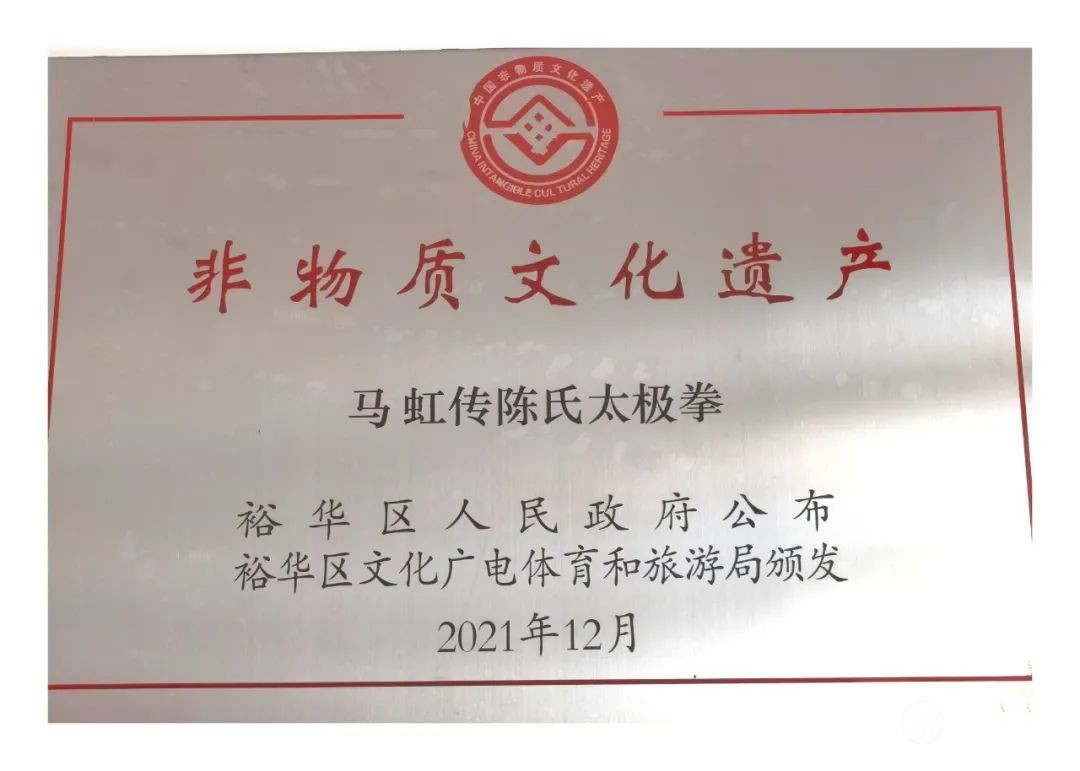 中国非物质文化遗产
CHINA INTANGIBLE CULTURAL HERITAGE
非物质文化遗产
马虹传陈氏太极拳
裕华区人民政府公布
裕华区文化广电体育和旅游局颁发
2021年12月